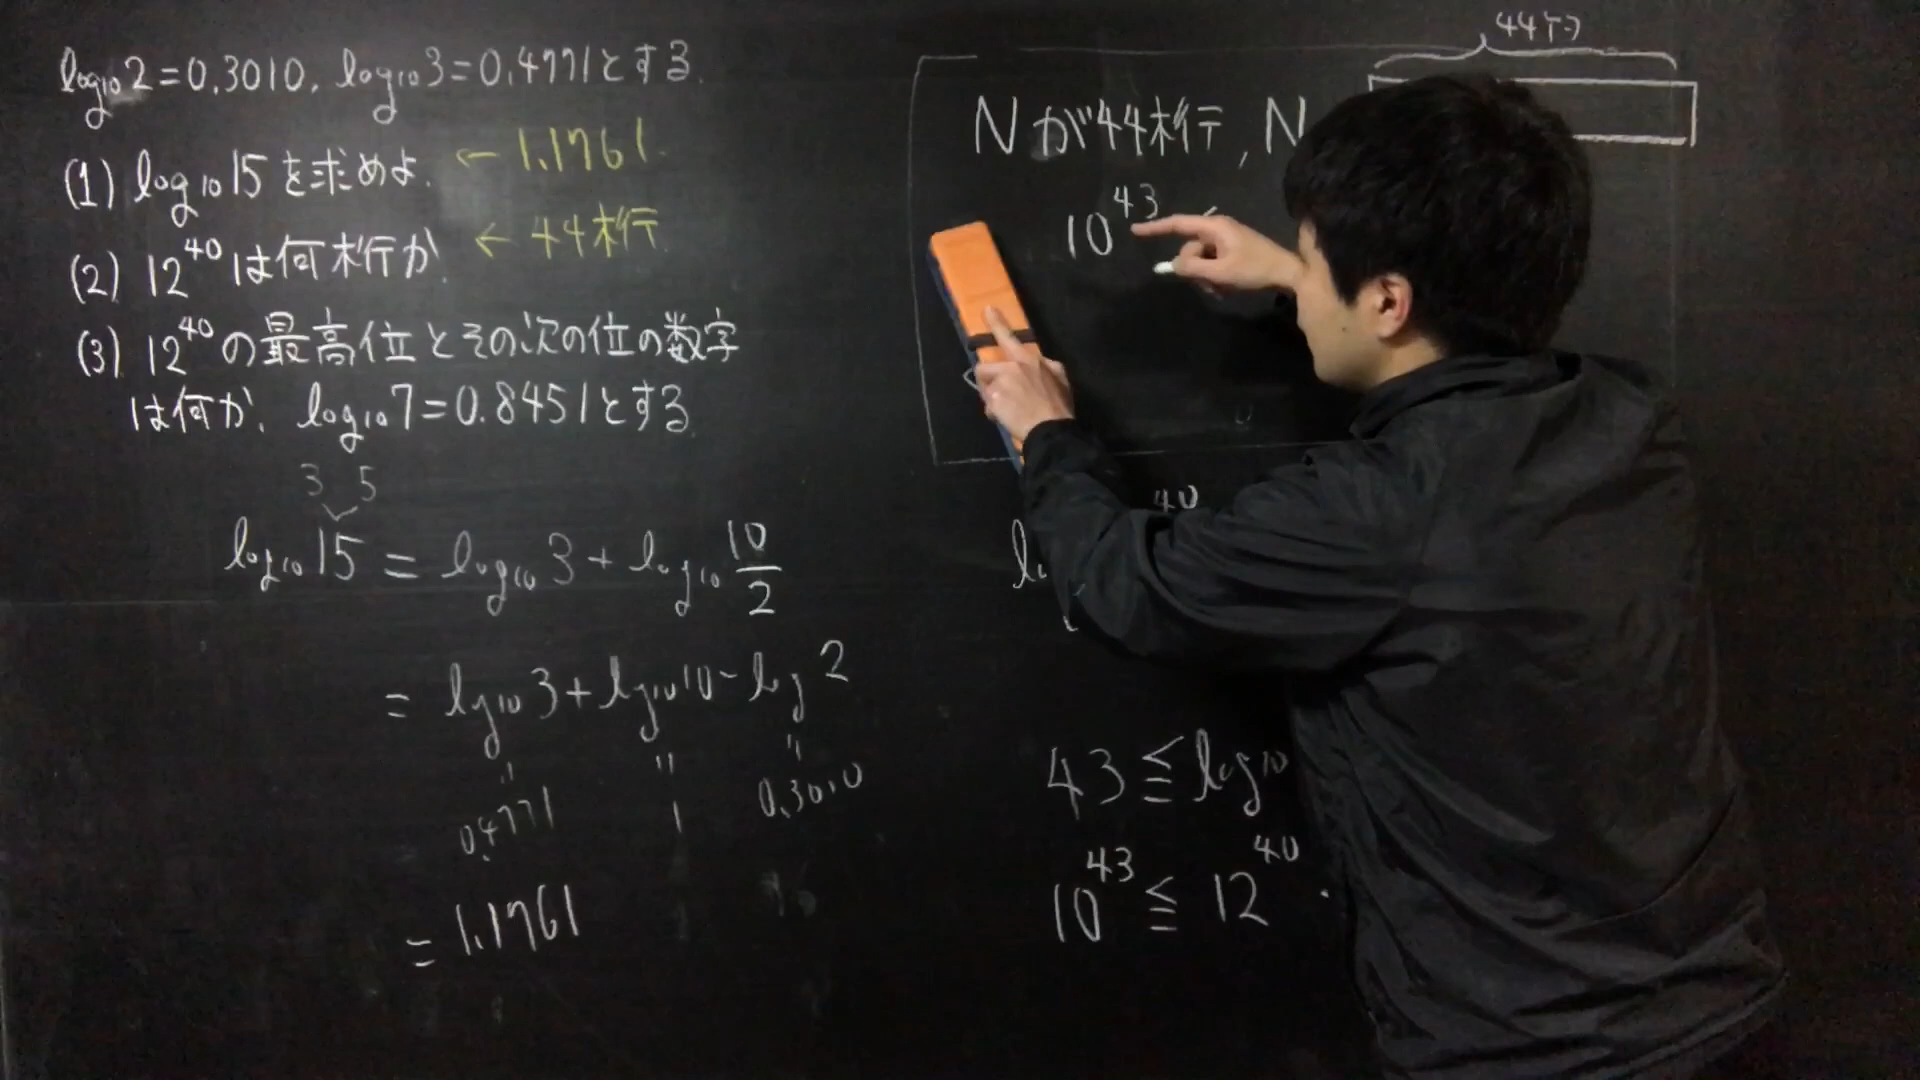 log₁₀2=0.3010, log₁₀3=0.4771とする.
(1) log₁₀15を求めよ. ← 1.1761.
(2) 12⁴⁰は何桁か. ← 44桁
(3) 12⁴⁰の最高位とその次の位の数字
は何か. log₁₀7=0.8451とする
3 5
log₁₀15 = log₁₀3 + log₁₀ 10/2
= log₁₀3 + log₁₀10 - log 2
0.4771 1 0.3010
= 1.1761
44ケタ
Nが44桁, N
10⁴³ ≤
40
43 ≦ log₁₀
10⁴³ ≦ 12⁴⁰